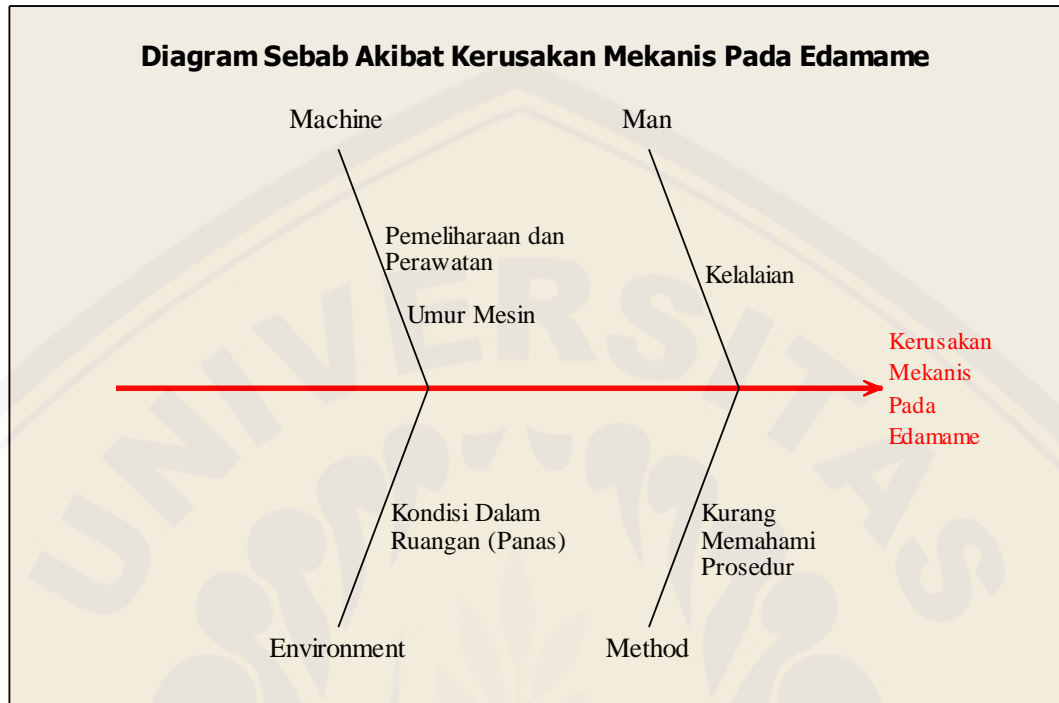 Diagram Sebab Akibat Kerusakan Mekanis Pada Edamame
Machine
Man
Pemeliharaan dan
Perawatan
Umur Mesin
Kelalaian
Kerusakan
Mekanis
Pada
Edamame
Kondisi Dalam
Ruangan (Panas)
Kurang
Memahami
Prosedur
Environment
Method
UNIVERSITAS